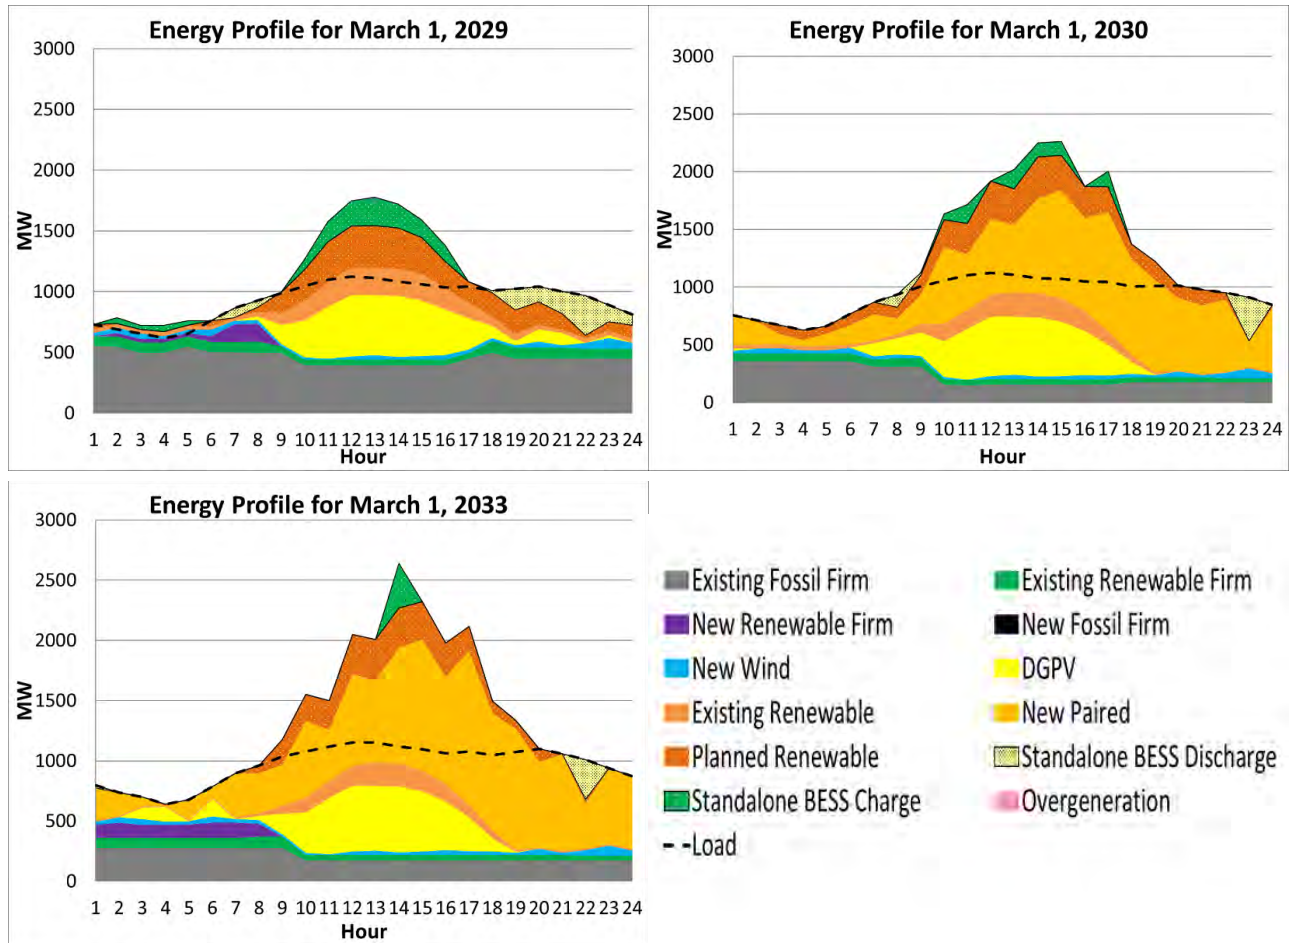 Energy Profile for March 1, 2029
3000
2500
2000
1500
1000
500
0
MW
1 2 3 4 5 6 7 8 9 10 11 12 13 14 15 16 17 18 19 20 21 22 23 24
Hour
Energy Profile for March 1, 2030
3000
2500
2000
1500
1000
500
0
MW
1 2 3 4 5 6 7 8 9 10 11 12 13 14 15 16 17 18 19 20 21 22 23 24
Hour
Energy Profile for March 1, 2033
3000
2500
2000
1500
1000
500
0
MW
1 2 3 4 5 6 7 8 9 10 11 12 13 14 15 16 17 18 19 20 21 22 23 24
Hour
Existing Fossil Firm
Existing Renewable Firm
New Renewable Firm
New Fossil Firm
New Wind
DGPV
Existing Renewable
New Paired
Planned Renewable
Standalone BESS Discharge
Standalone BESS Charge
Overgeneration
Load